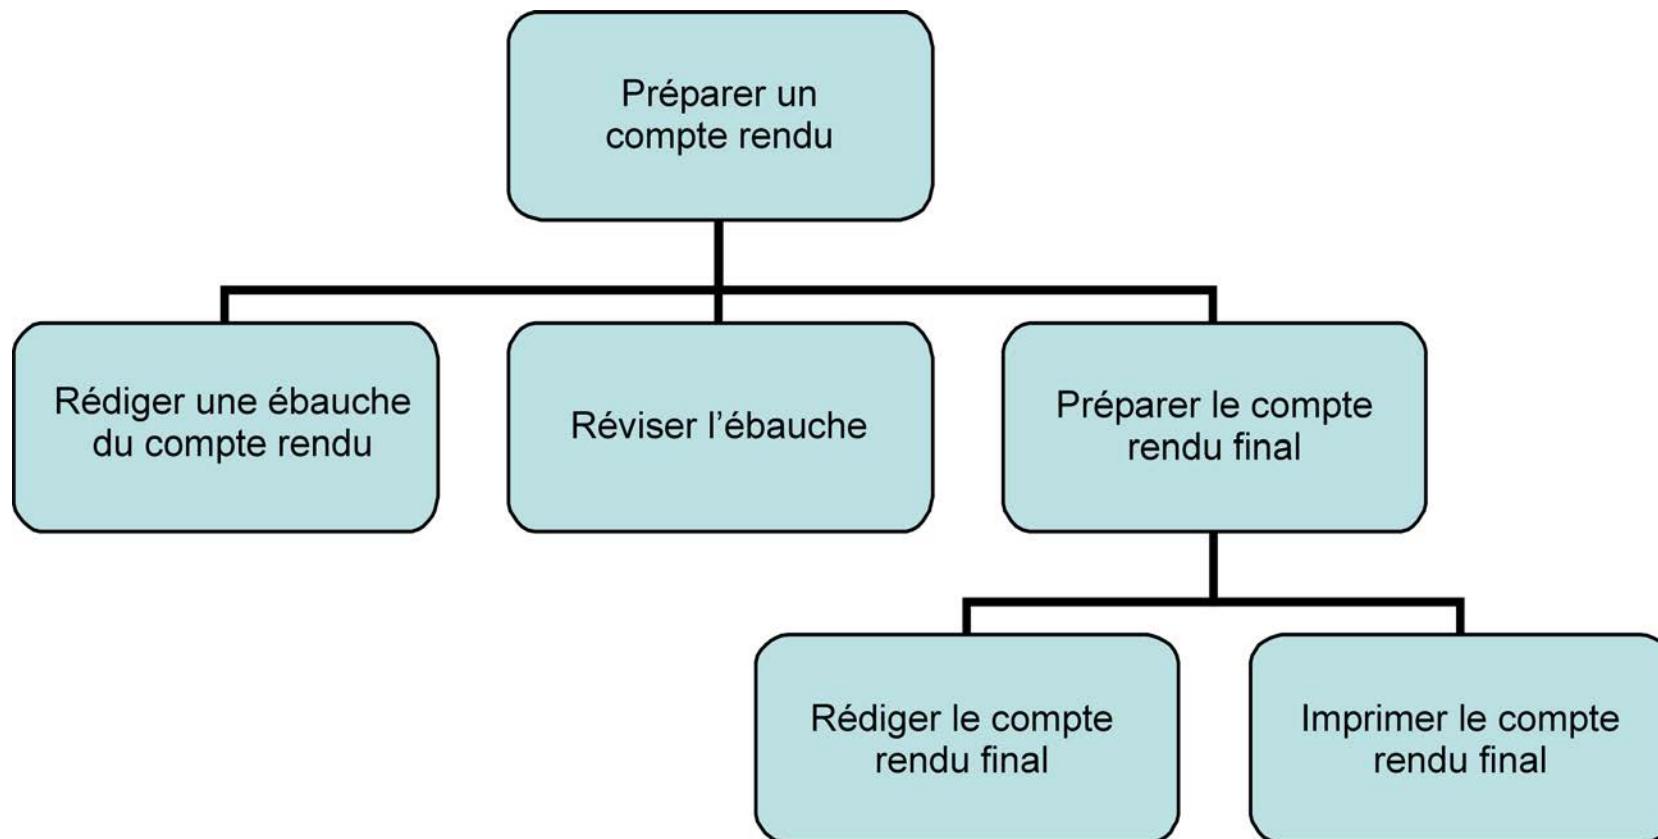 Préparer un
compte rendu
Rédiger une ébauche
du compte rendu
Réviser l’ébauche
Préparer le compte
rendu final
Rédiger le compte
rendu final
Imprimer le compte
rendu final